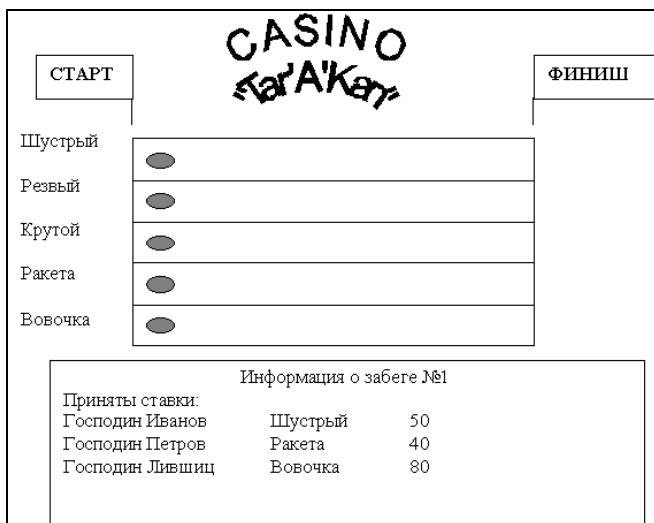 CASINO
"Tar'A'Kan"
СТАРТ
ФИНИШ
Шустрый
Резвый
Крутой
Ракета
Вовочка
Информация о забеге №1
Приняты ставки:
Господин Иванов Шустрый 50
Господин Петров Ракета 40
Господин Лившиц Вовочка 80